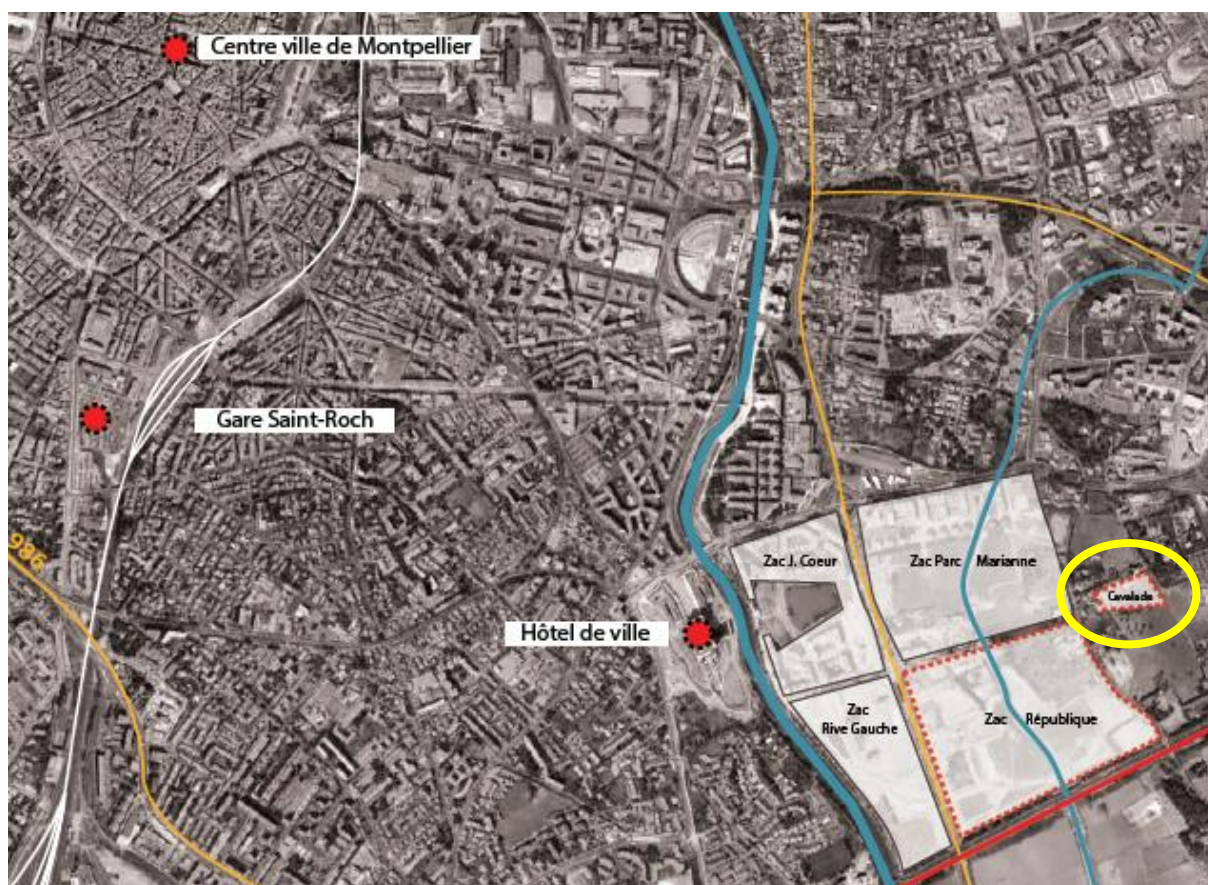 Centre ville de Montpellier
Gare Saint-Roch
986
Hôtel de ville
Zac J. Coeur
Zac Parc Marianne
Cavalade
Zac
Rive Gauche
Zac République